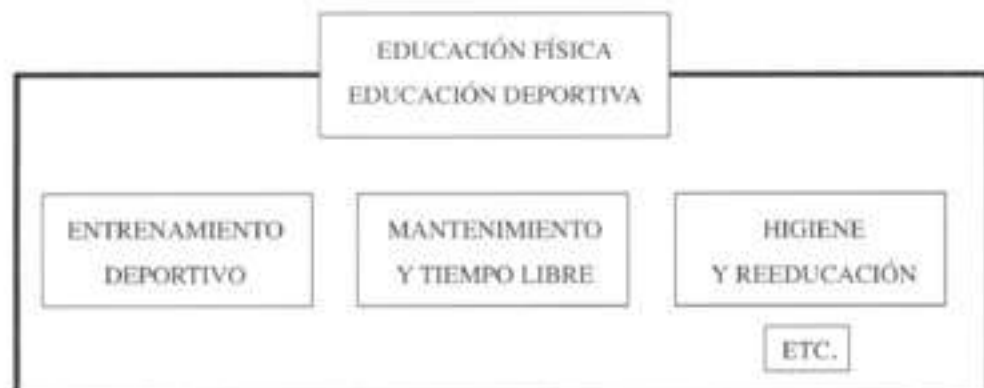 EDUCACIÓN FÍSICA
EDUCACIÓN DEPORTIVA
ENTRENAMIENTO
DEPORTIVO
MANTENIMIENTO
Y TIEMPO LIBRE
HIGIENE
Y REEDUCACIÓN
ETC.